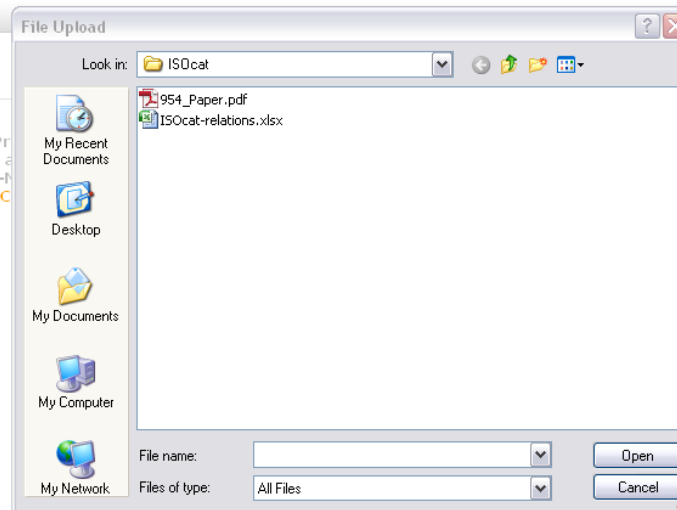 File Upload
Look in:
ISOcat
954_Paper.pdf
ISOcat-relations.xlsx
My Recent
Documents
Desktop
My Documents
My Computer
My Network
File name:
Open
Files of type:
All Files
Cancel